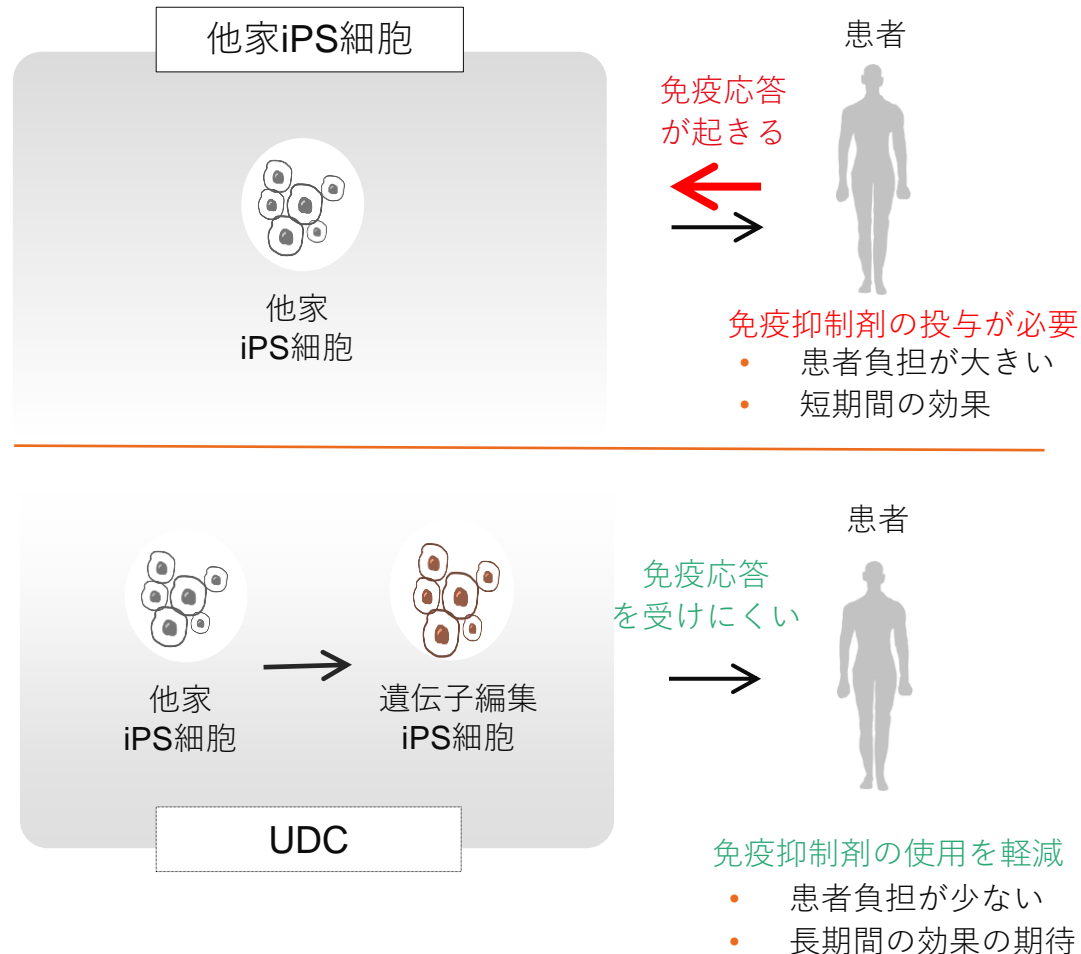 他家iPS細胞
患者
免疫応答
が起きる
他家
iPS細胞
免疫抑制剤の投与が必要
• 患者負担が大きい
• 短期間の効果
患者
免疫応答
を受けにくい
他家
iPS細胞
遺伝子編集
iPS細胞
UDC
免疫抑制剤の使用を軽減
• 患者負担が少ない
• 長期間の効果の期待